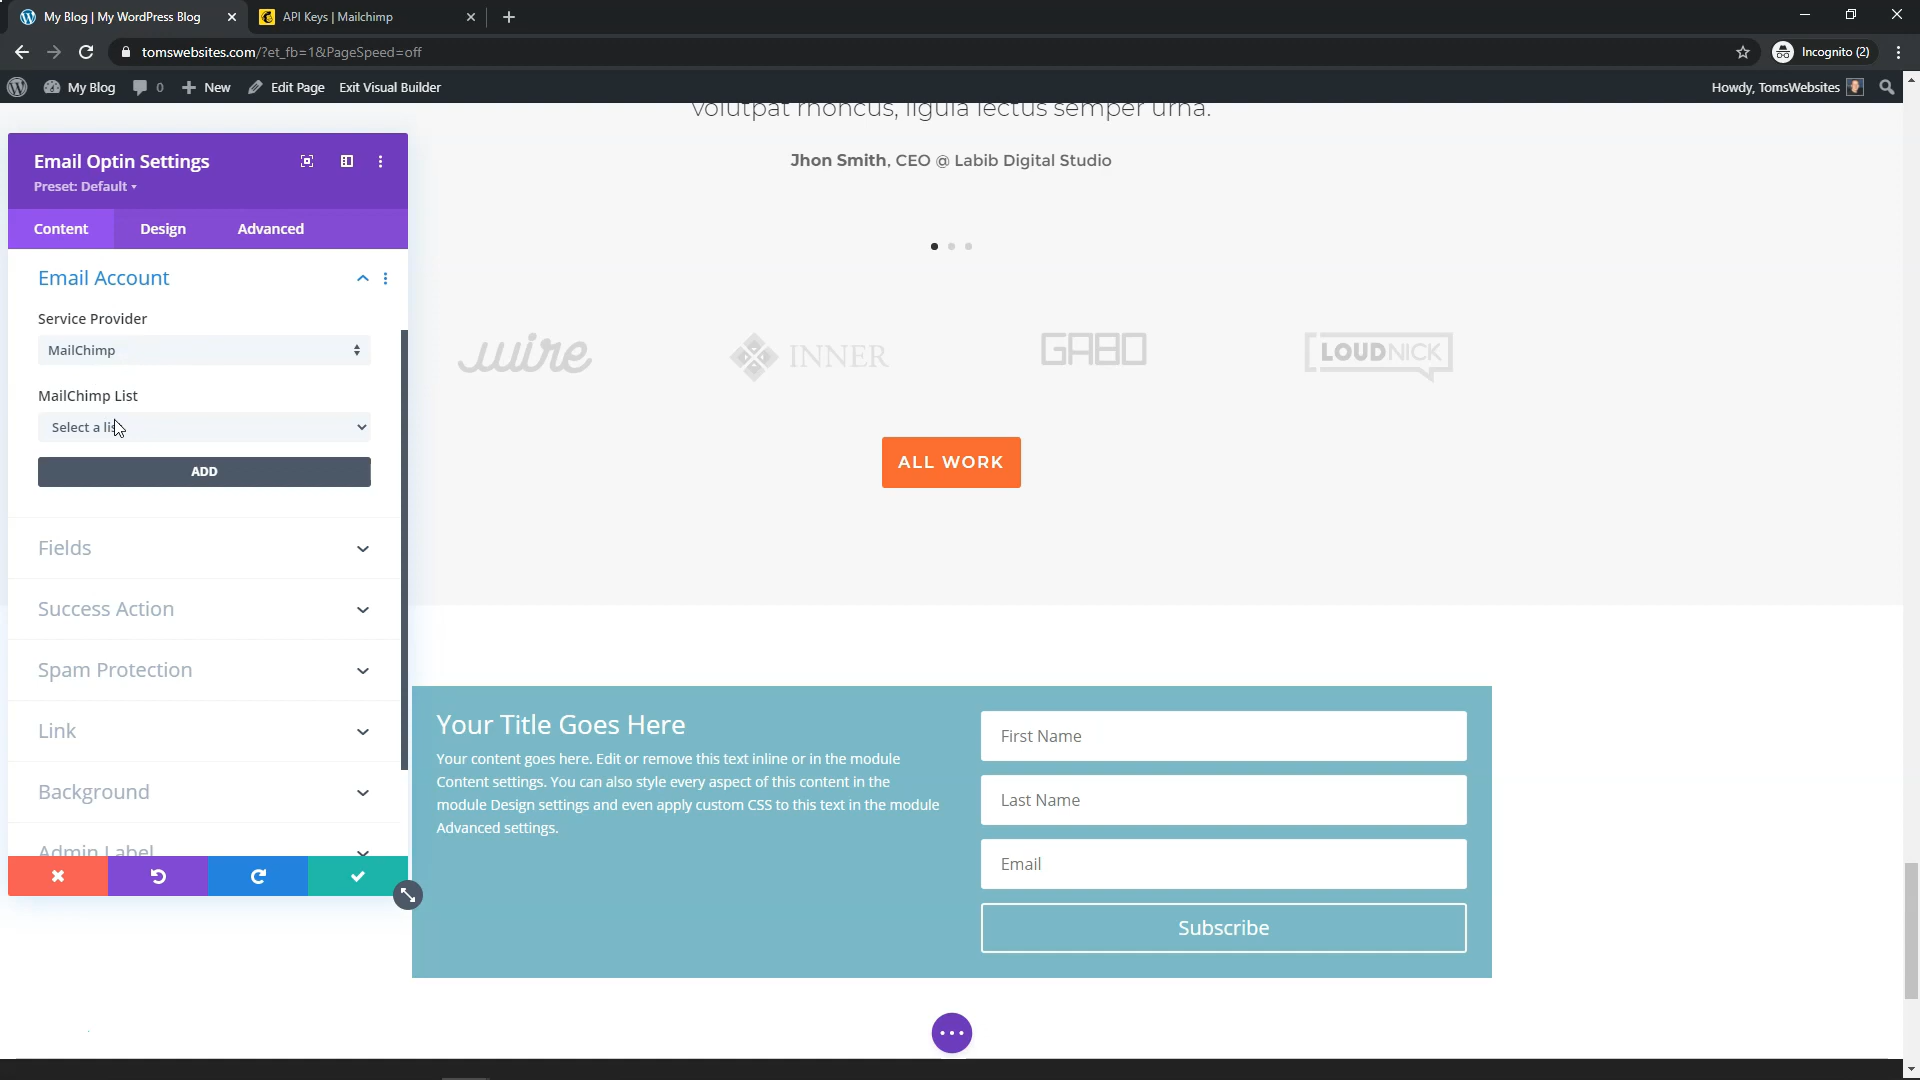 My Blog | My WordPress Blog
API Keys | Mailchimp
tomswebsites.com/?et_fb=1&PageSpeed=off
Incognito (2)
My Blog
0
New
Edit Page
Exit Visual Builder
Howdy, TomsWebsites
volutpat rhoncus, ligula lectus semper urna.
Jhon Smith, CEO @ Labib Digital Studio
Email Optin Settings
Preset: Default
Content
Design
Advanced
Email Account
Service Provider
MailChimp
MailChimp List
Select a list
ADD
Fields
Success Action
Spam Protection
Link
Background
Admin Label
wire
INNER
GABO
LOUDNICK
ALL WORK
Your Title Goes Here
Your content goes here. Edit or remove this text inline or in the module
Content settings. You can also style every aspect of this content in the
module Design settings and even apply custom CSS to this text in the module
Advanced settings.
First Name
Last Name
Email
Subscribe